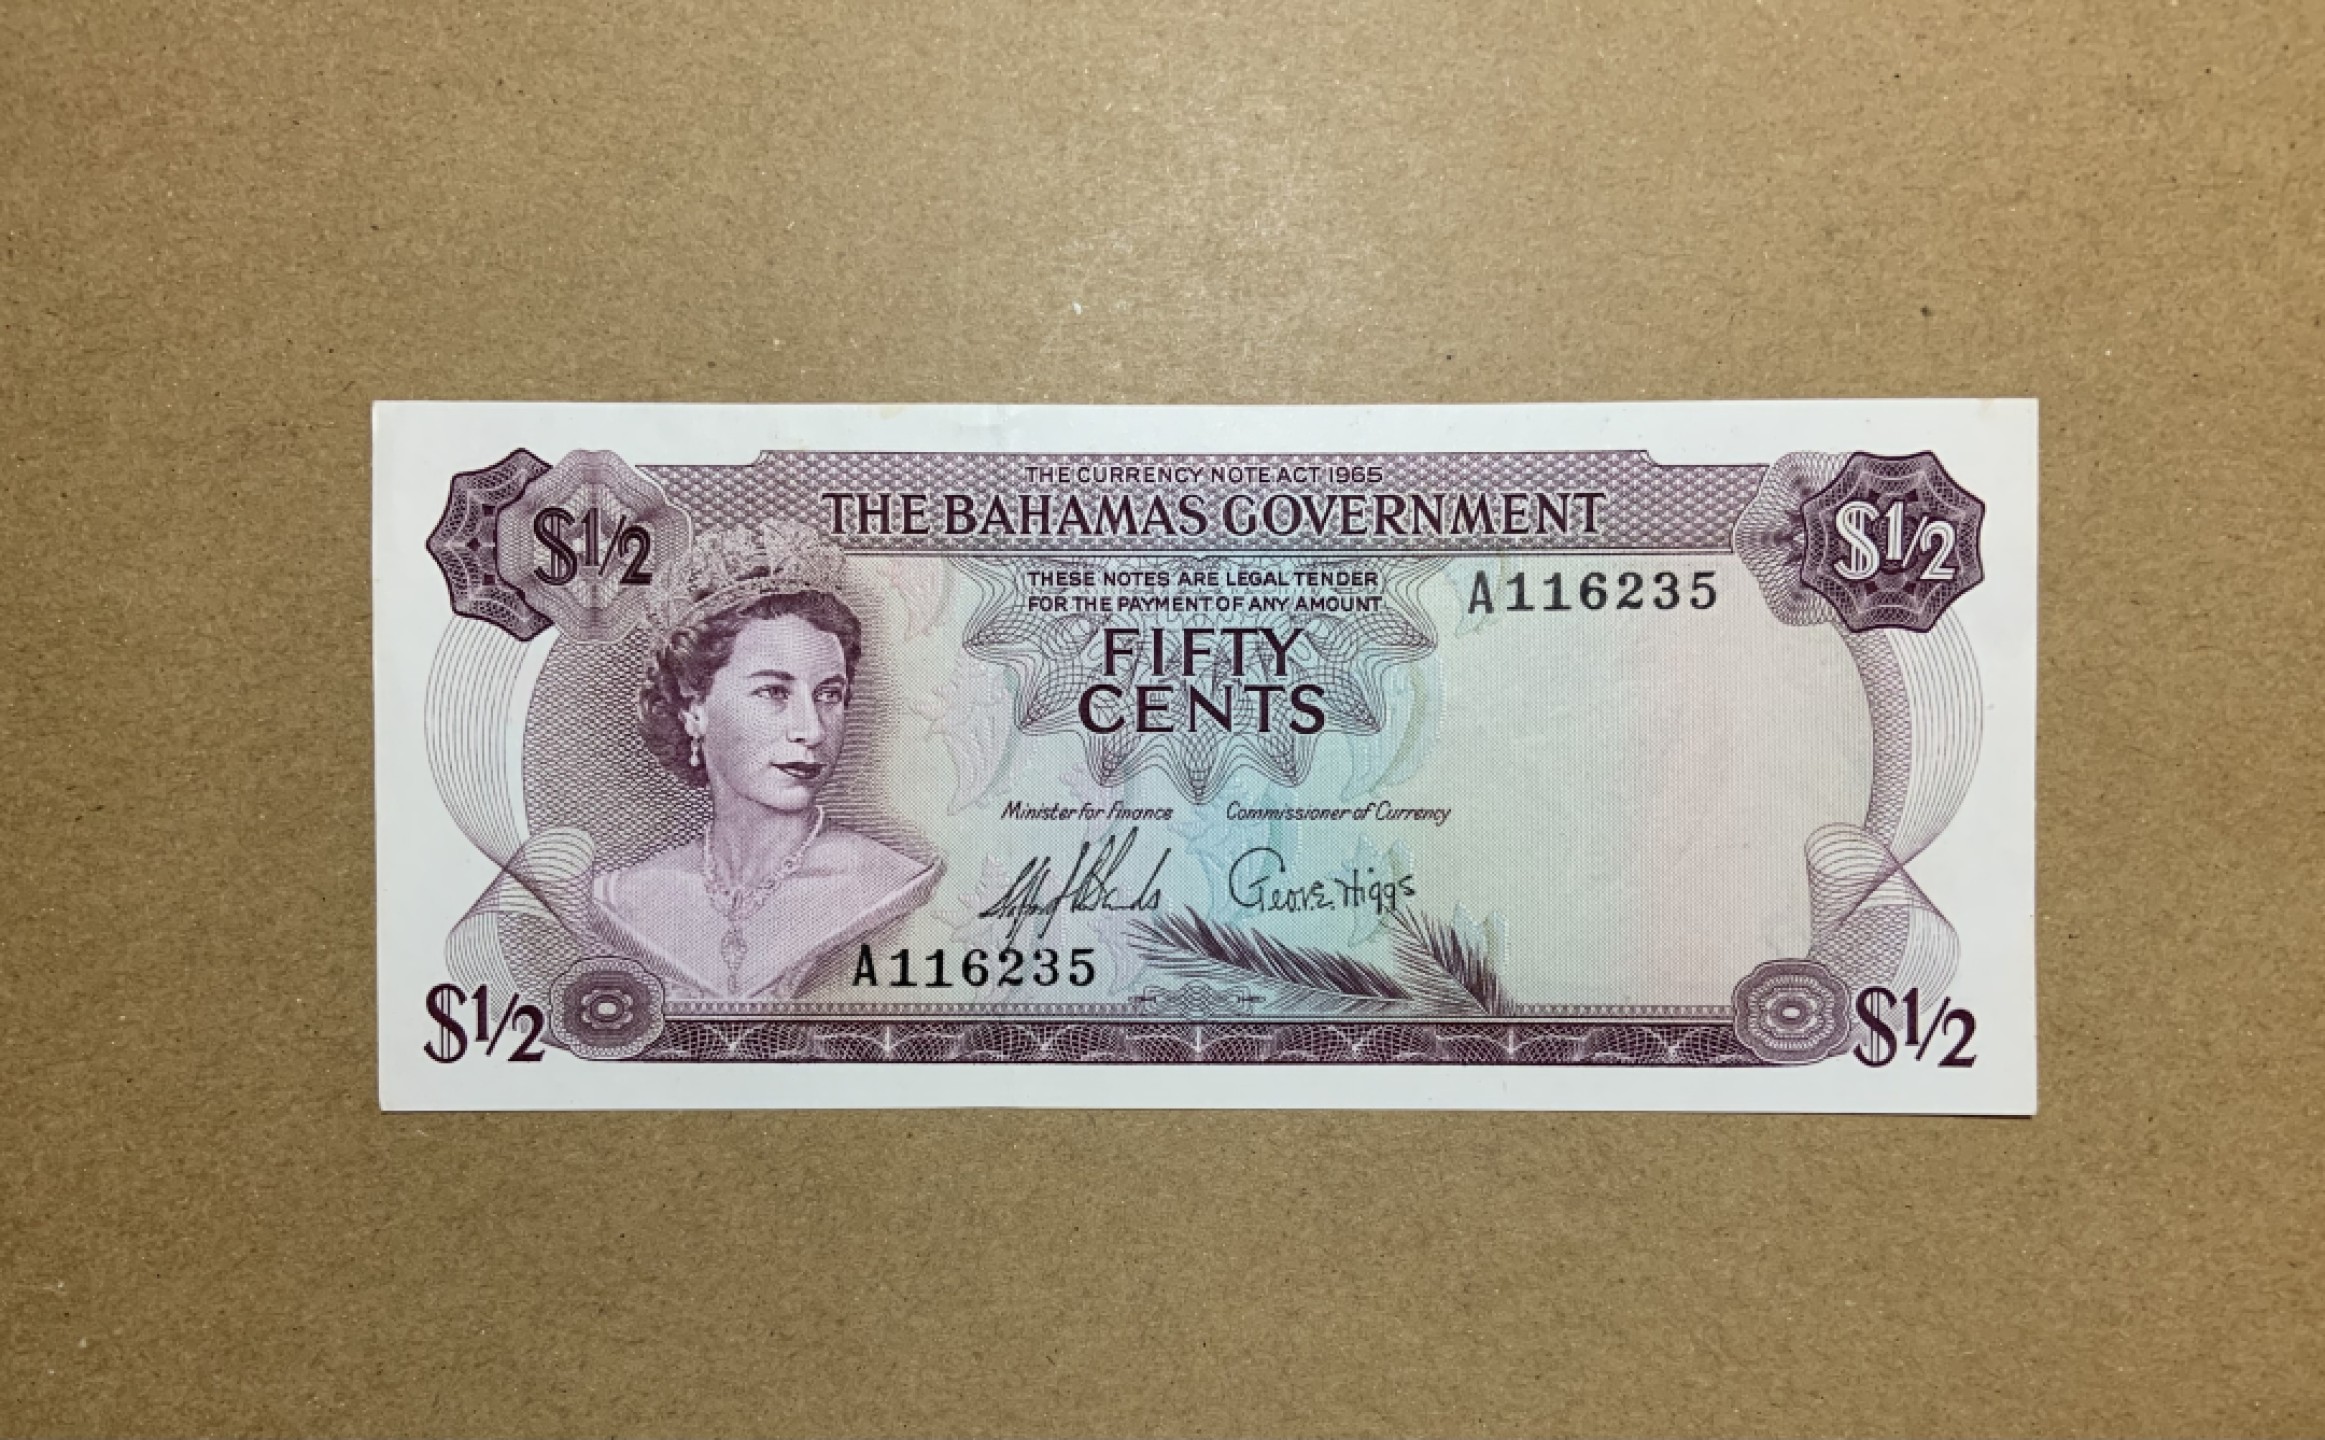 THE CURRENCY NOTE ACT 1965
THE BAHAMAS GOVERNMENT
$1/2
$1/2
THESE NOTES ARE LEGAL TENDER
FOR THE PAYMENT OF ANY AMOUNT
A116235
FIFTY
CENTS
Minister for Finance Commissioner of Currency
Geo. E. Higgs
A116235
$1/2
$1/2